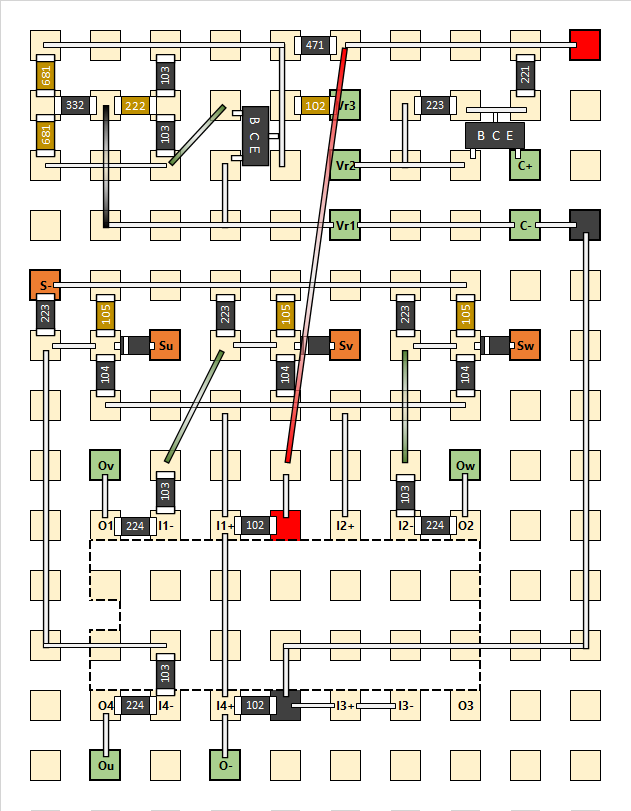 471
681
103
221
332
222
102
Vr3
223
B C E
B C E
681
103
Vr2
C+
Vr1
C-
S-
223
105
223
105
223
105
Su
Sv
Sw
104
104
104
Ov
Ow
103
103
O1
224
I1-
I1+
102
I2+
I2-
224
O2
103
O4
224
I4-
I4+
102
I3+
I3-
O3
Ou
O-